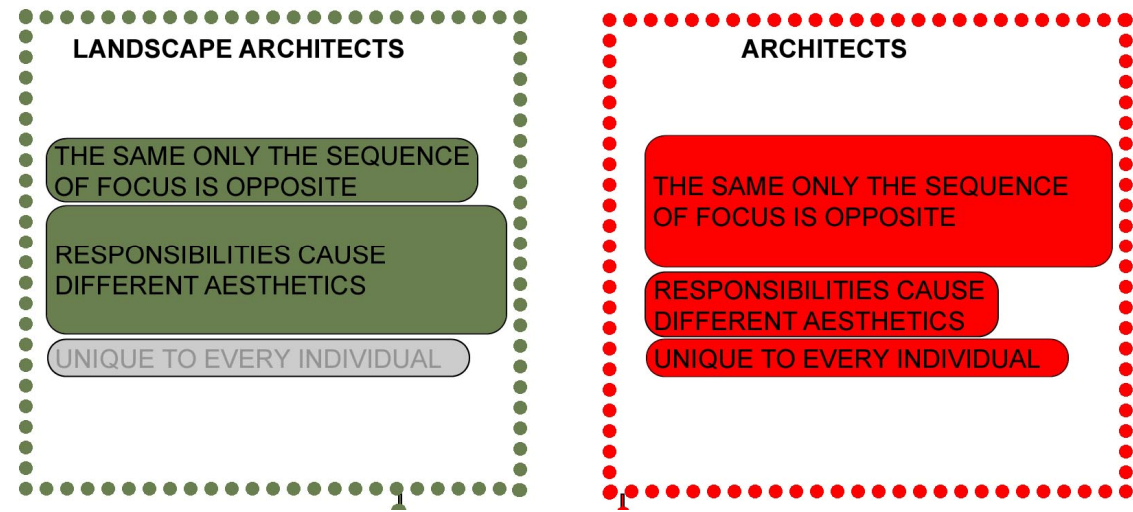 LANDSCAPE ARCHITECTS
THE SAME ONLY THE SEQUENCE
OF FOCUS IS OPPOSITE
RESPONSIBILITIES CAUSE
DIFFERENT AESTHETICS
UNIQUE TO EVERY INDIVIDUAL
ARCHITECTS
THE SAME ONLY THE SEQUENCE
OF FOCUS IS OPPOSITE
RESPONSIBILITIES CAUSE
DIFFERENT AESTHETICS
UNIQUE TO EVERY INDIVIDUAL